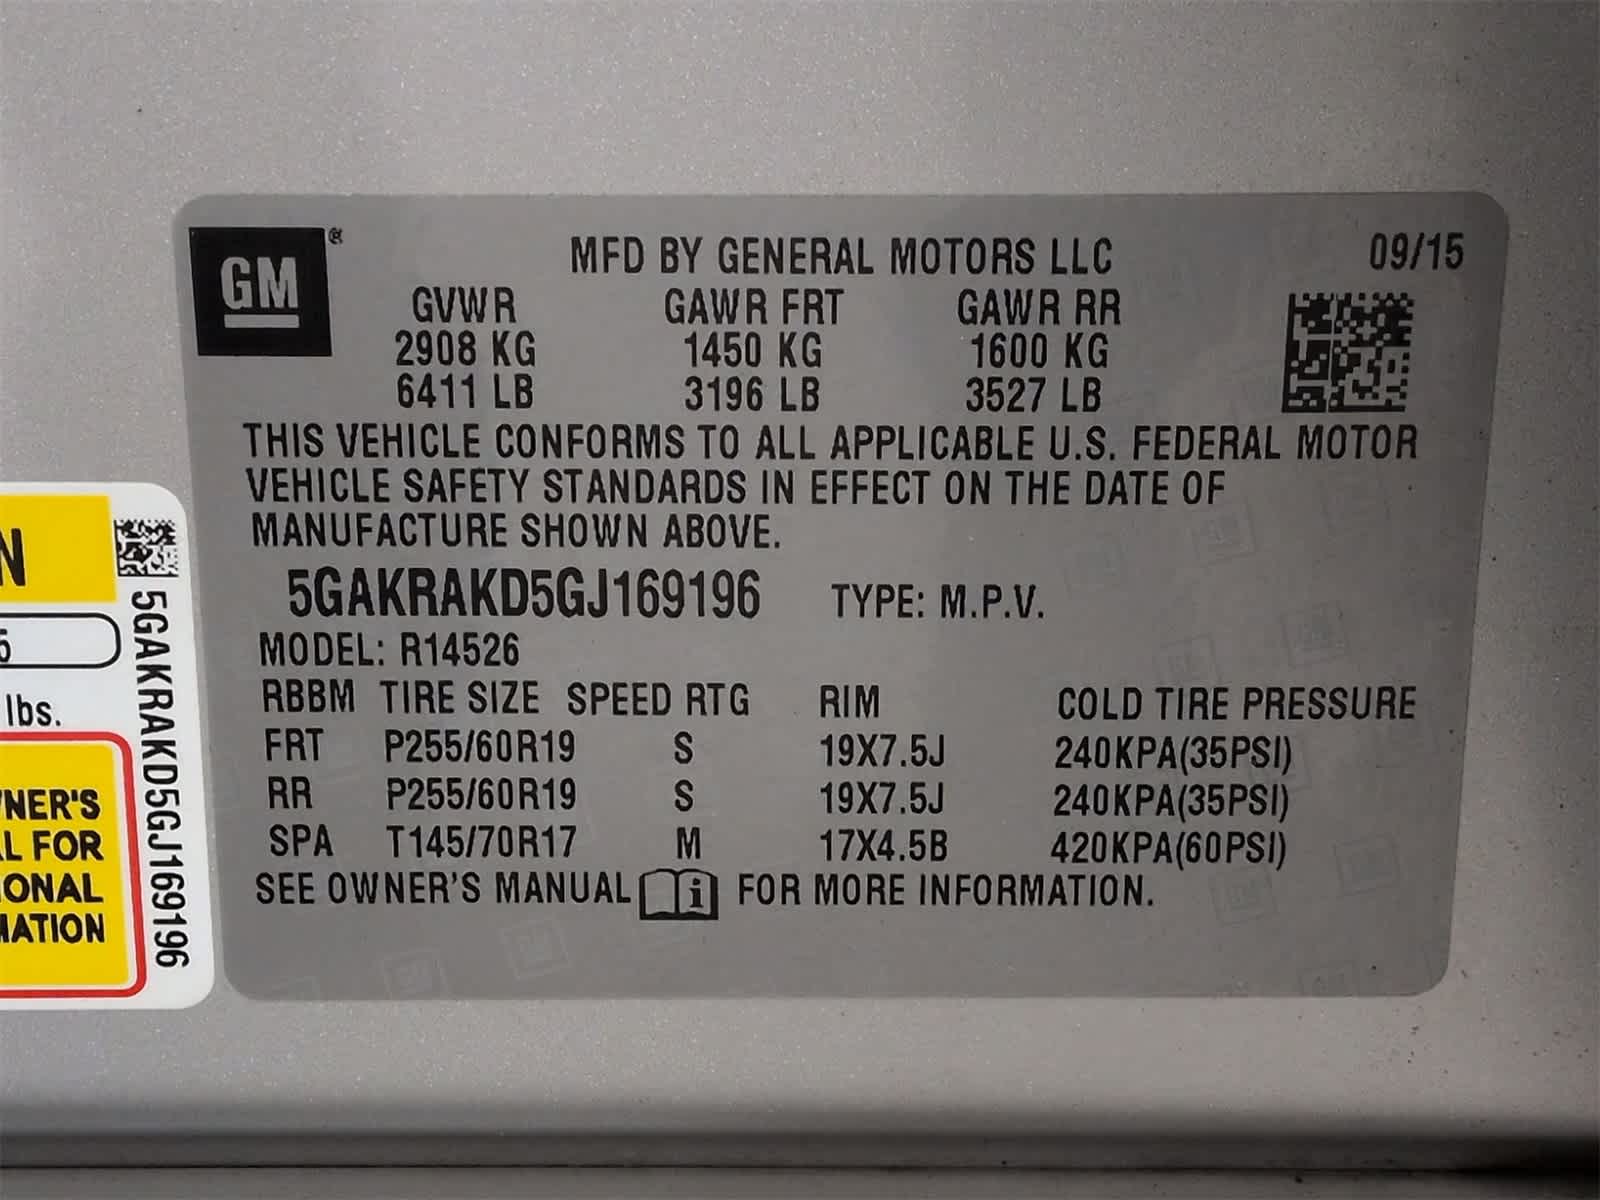 GM ®
MFD BY GENERAL MOTORS LLC 09/15
GVWR GAWR FRT GAWR RR
2908 KG 1450 KG 1600 KG
6411 LB 3196 LB 3527 LB
THIS VEHICLE CONFORMS TO ALL APPLICABLE U.S. FEDERAL MOTOR
VEHICLE SAFETY STANDARDS IN EFFECT ON THE DATE OF
MANUFACTURE SHOWN ABOVE.
5GAKRAKD5GJ169196 TYPE: M.P.V.
MODEL: R14526
RBBM TIRE SIZE SPEED RTG RIM COLD TIRE PRESSURE
FRT P255/60R19 S 19X7.5J 240KPA(35PSI)
RR P255/60R19 S 19X7.5J 240KPA(35PSI)
SPA T145/70R17 M 17X4.5B 420KPA(60PSI)
SEE OWNER'S MANUAL i FOR MORE INFORMATION.
N
5
lbs.
WNER'S
AL FOR
IONAL
MATION
5GAKRAKD5GJ169196